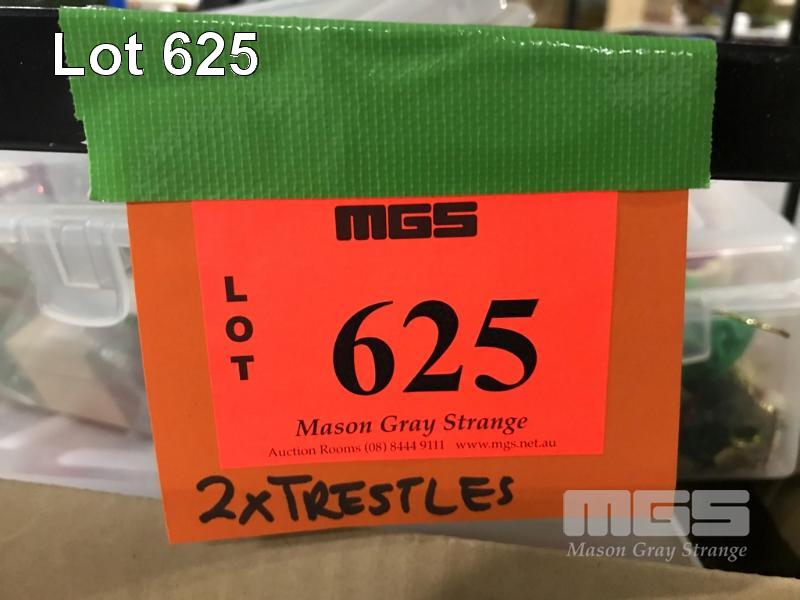 Lot 625
MGS
LOT
625
Mason Gray Strange
Auction Rooms (08) 8444 9111 www.mgs.net.au
2xTRESTLES
MGS
Mason Gray Strange